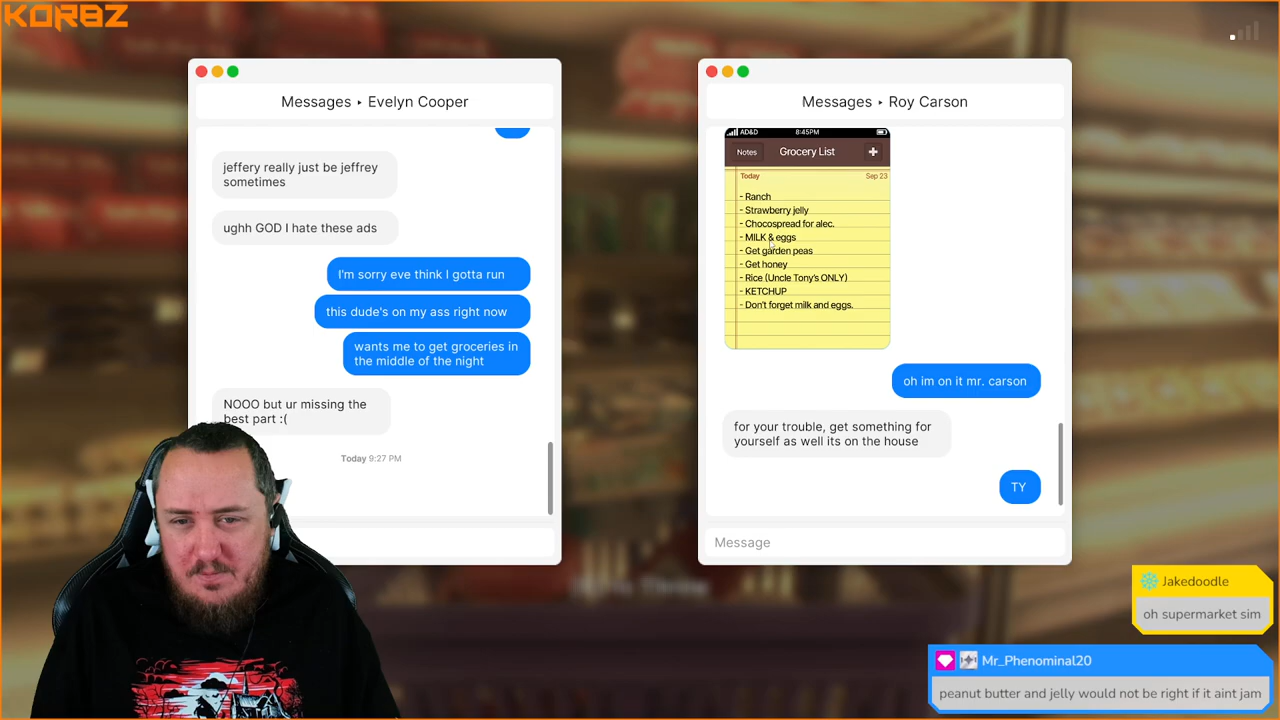 KORBZ
Messages ▸ Evelyn Cooper
jeffery really just be jeffrey
sometimes
ughh GOD I hate these ads
I'm sorry eve think I gotta run
this dude's on my ass right now
wants me to get groceries in
the middle of the night
NOOO but ur missing the
best part :(
Today 9:27 PM
Messages ▸ Roy Carson
AD&D 8:45PM
Notes Grocery List +
Today Sep 23
- Ranch
- Strawberry jelly
- Chocospread for alec.
- MILK & eggs
- Get garden peas
- Get honey
- Rice (Uncle Tony's ONLY)
- KETCHUP
- Don't forget milk and eggs.
oh im on it mr. carson
for your trouble, get something for
yourself as well its on the house
TY
Message
Jakedoodle
oh supermarket sim
Mr_Phenominal20
peanut butter and jelly would not be right if it aint jam